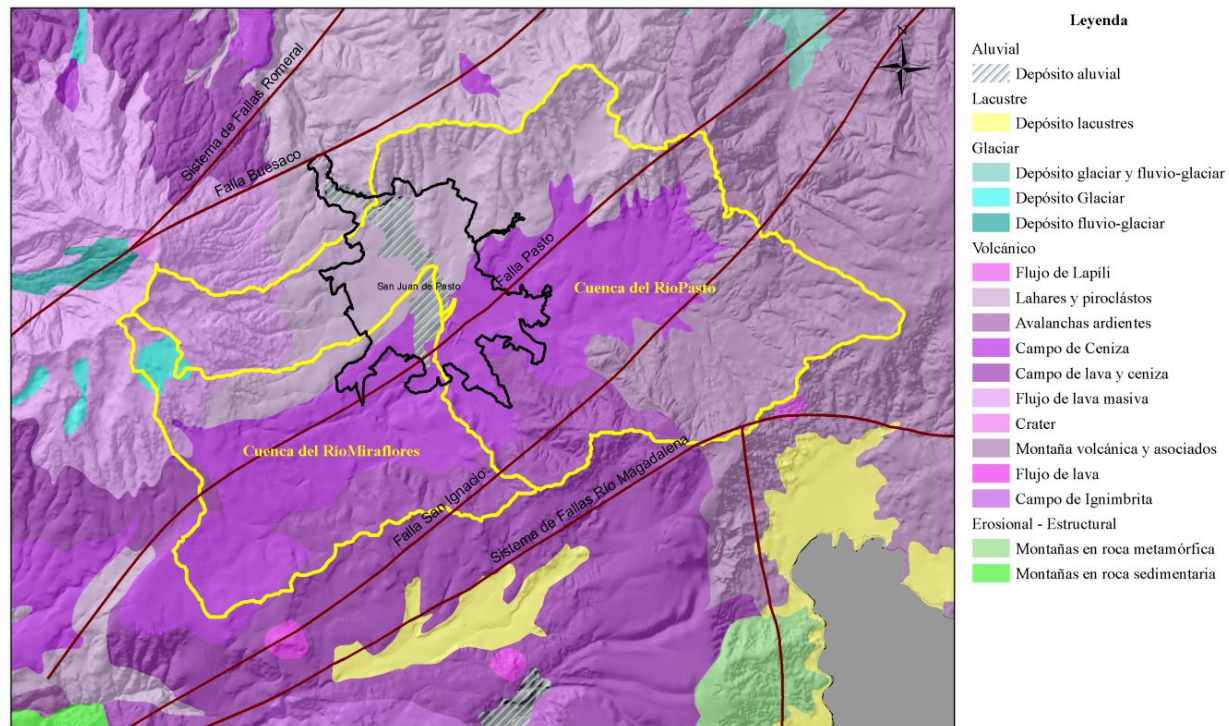 Sistema de Fallas Romeral
Falla Buesaco
San Juan de Pasto
Falla Pasto
Cuenca del RíoPasto
Cuenca del RíoMiraflores
Falla San Ignacio
Sistema de Fallas Río Magadalena
N
Leyenda
Aluvial
Depósito aluvial
Lacustre
Depósito lacustres
Glaciar
Depósito glaciar y fluvio-glaciar
Depósito Glaciar
Depósito fluvio-glaciar
Volcánico
Flujo de Lapíli
Lahares y piroclástos
Avalanchas ardientes
Campo de Ceniza
Campo de lava y ceniza
Flujo de lava masiva
Crater
Montaña volcánica y asociados
Flujo de lava
Campo de Ignimbrita
Erosional - Estructural
Montañas en roca metamórfica
Montañas en roca sedimentaria